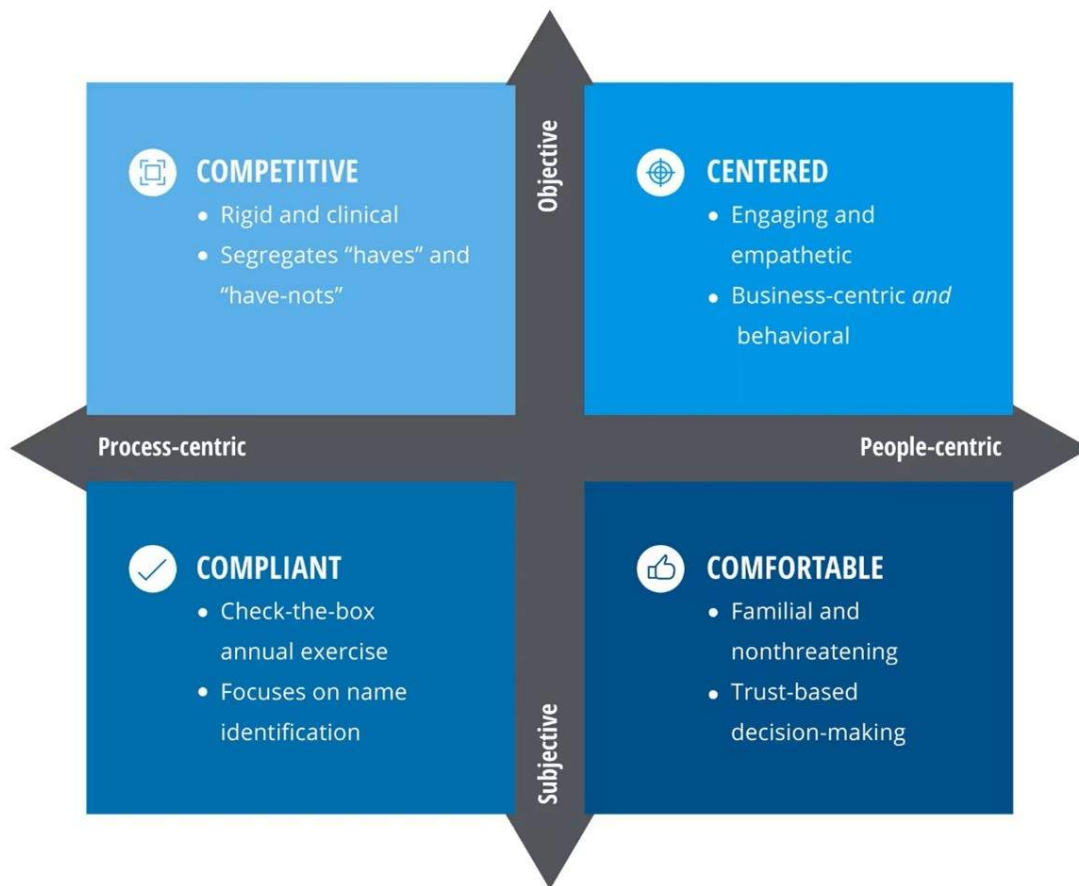 Objective
COMPETITIVE
• Rigid and clinical
• Segregates “haves” and
“have-nots”
CENTERED
• Engaging and
empathetic
• Business-centric and
behavioral
Process-centric
People-centric
COMPLIANT
• Check-the-box
annual exercise
• Focuses on name
identification
COMFORTABLE
• Familial and
nonthreatening
• Trust-based
decision-making
Subjective